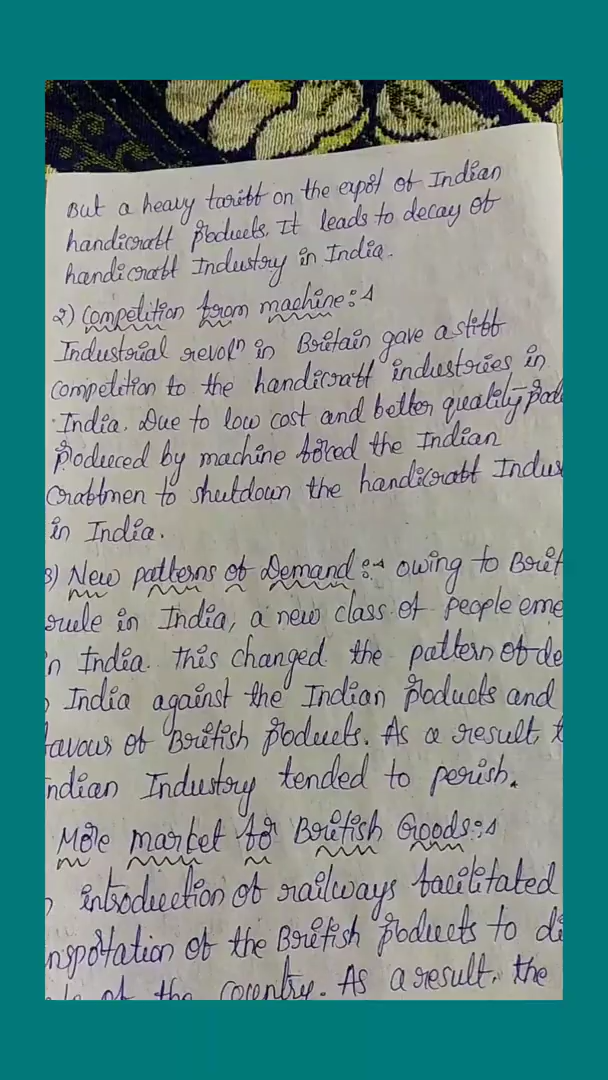 But a heavy tariff on the export of Indian
handicraft Products. It leads to decay of
handicraft Industry in India.
2) Competition from machine:-
Industrial revolⁿ in Britain gave a stiff
competition to the handicraft industries in
India. Due to low cost and better quality
Produced by machine forced the Indian
Craftmen to shutdown the handicraft Indus
in India.
3) New patterns of Demand:- owing to Brit
rule in India, a new class of people eme
n India. This changed the pattern of de
India against the Indian Products and
favour of British Products. As a result, t
ndian Industry tended to perish.
More market for British Goods:-
introduction of railways facilitated
nsportation of the British Products to di
of the country. As a result, the